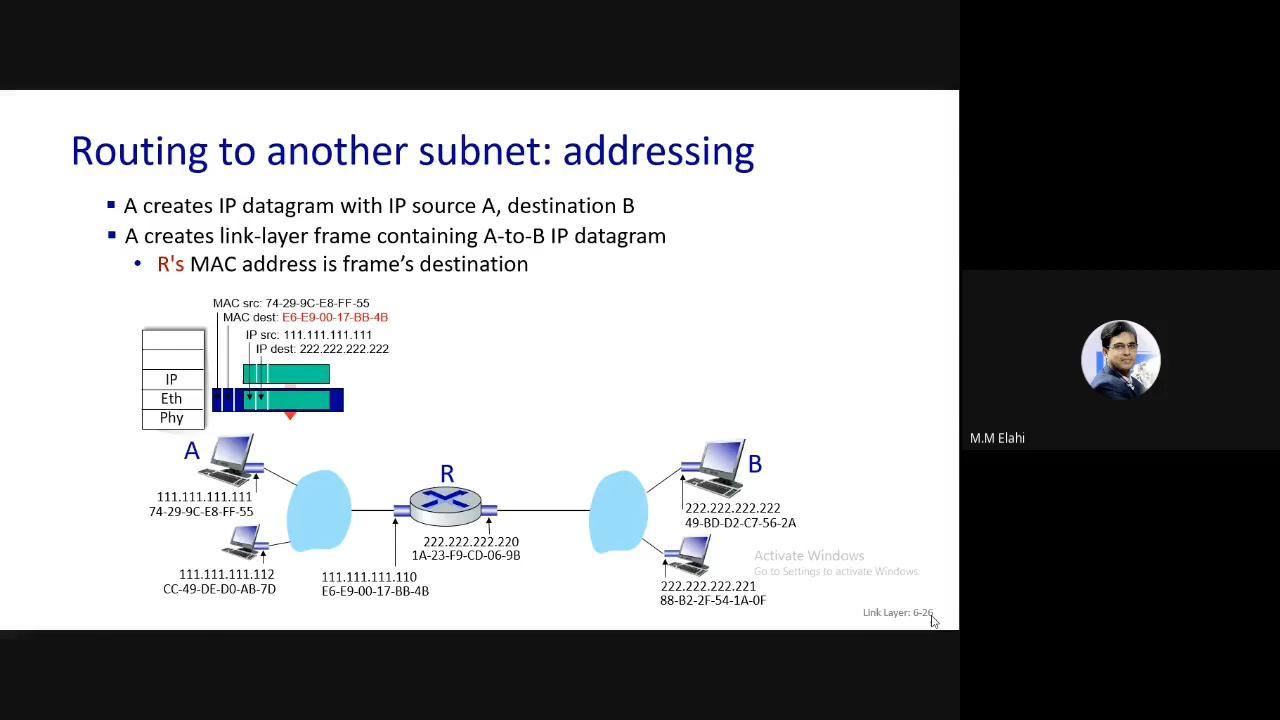 Routing to another subnet: addressing
▪ A creates IP datagram with IP source A, destination B
▪ A creates link-layer frame containing A-to-B IP datagram
• R's MAC address is frame’s destination
MAC src: 74-29-9C-E8-FF-55
MAC dest: E6-E9-00-17-BB-4B
IP src: 111.111.111.111
IP dest: 222.222.222.222
IP
Eth
Phy
A
R
B
111.111.111.111
74-29-9C-E8-FF-55
222.222.222.222
49-BD-D2-C7-56-2A
222.222.222.220
1A-23-F9-CD-06-9B
111.111.111.112
CC-49-DE-D0-AB-7D
111.111.111.110
E6-E9-00-17-BB-4B
222.222.222.221
88-B2-2F-54-1A-0F
Activate Windows
Go to Settings to activate Windows.
Link Layer: 6-26
M.M Elahi